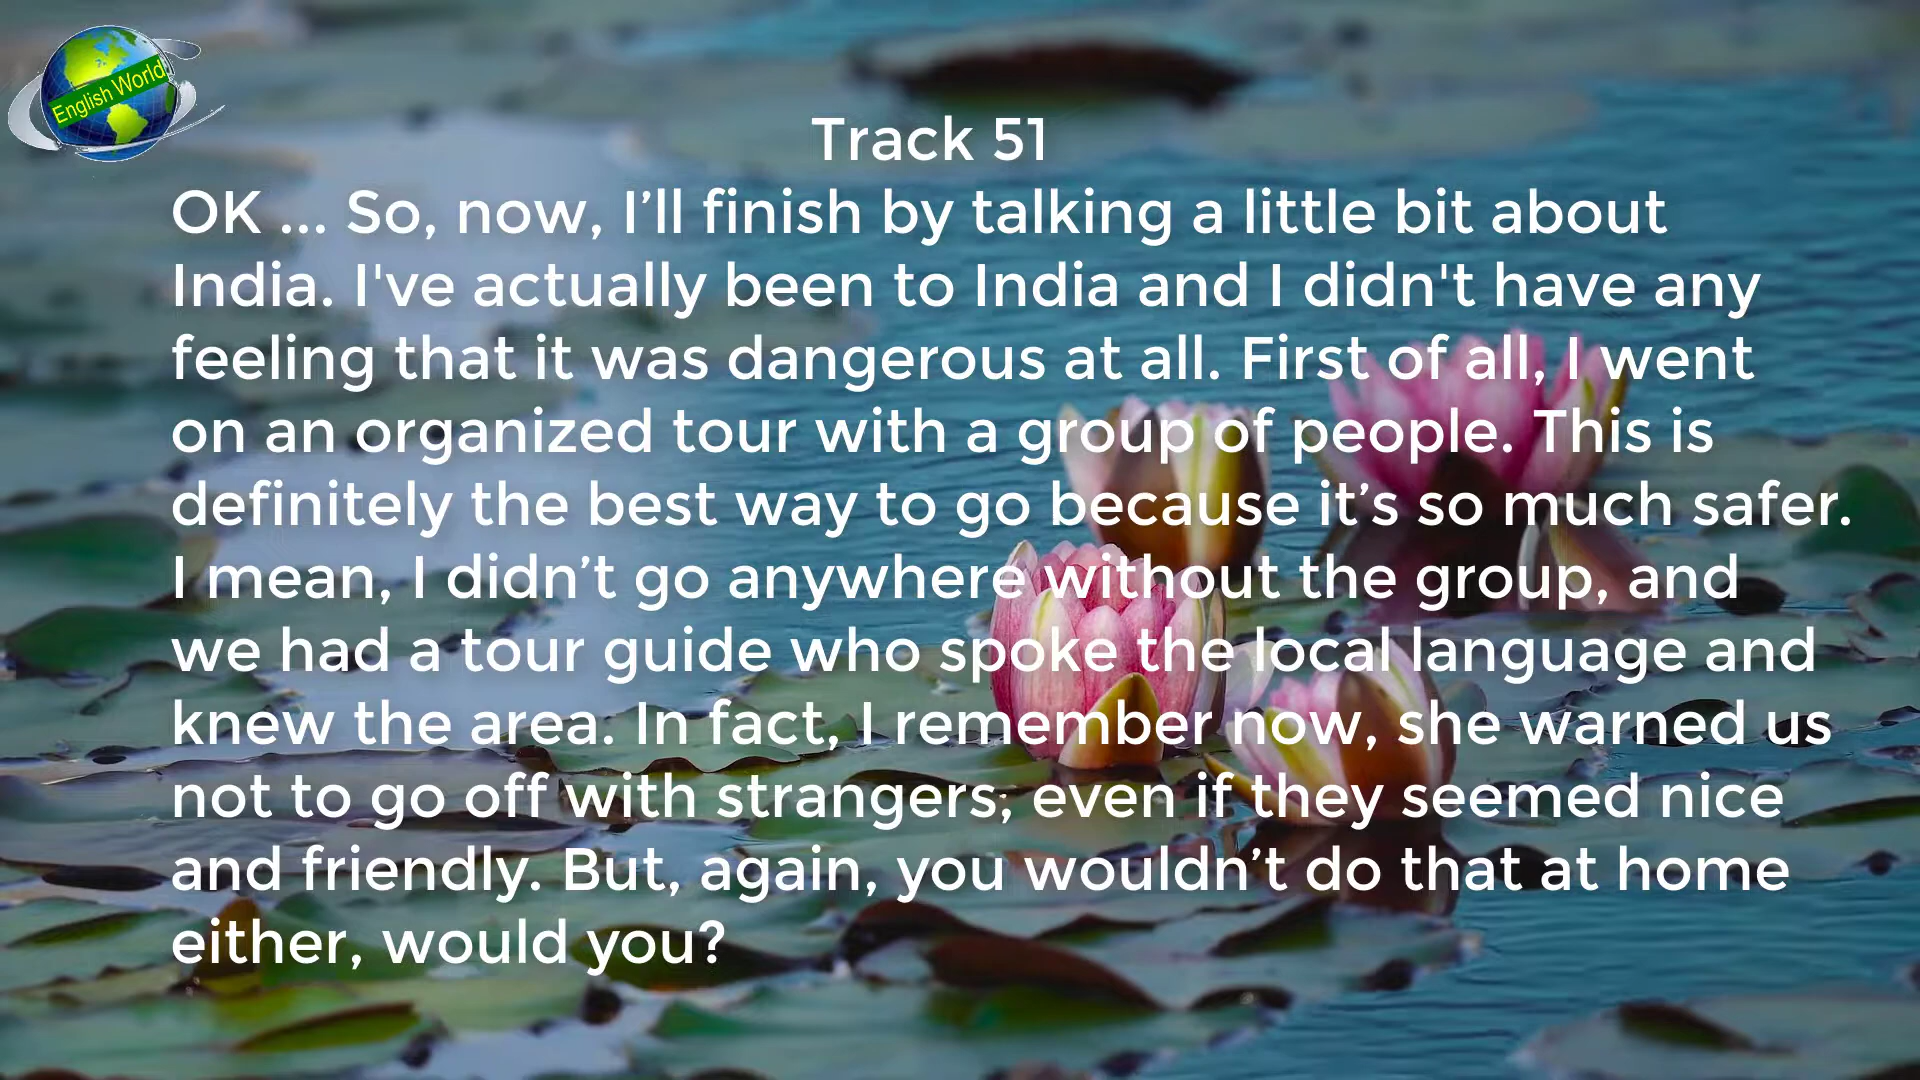 English World
Track 51
OK ... So, now, I’ll finish by talking a little bit about
India. I've actually been to India and I didn't have any
feeling that it was dangerous at all. First of all, I went
on an organized tour with a group of people. This is
definitely the best way to go because it’s so much safer.
I mean, I didn’t go anywhere without the group, and
we had a tour guide who spoke the local language and
knew the area. In fact, I remember now, she warned us
not to go off with strangers; even if they seemed nice
and friendly. But, again, you wouldn’t do that at home
either, would you?